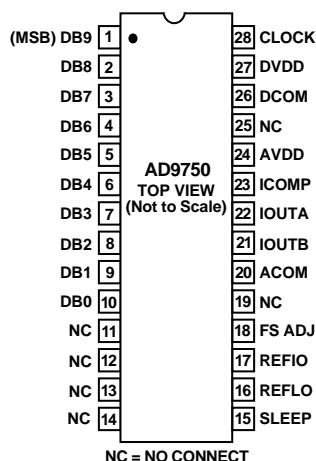 (MSB) DB9 1 28 CLOCK
DB8 2 27 DVDD
DB7 3 26 DCOM
DB6 4 25 NC
DB5 5 24 AVDD
DB4 6 23 ICOMP
DB3 7 22 IOUTA
DB2 8 21 IOUTB
DB1 9 20 ACOM
DB0 10 19 NC
NC 11 18 FS ADJ
NC 12 17 REFIO
NC 13 16 REFLO
NC 14 15 SLEEP
AD9750
TOP VIEW
(Not to Scale)
NC = NO CONNECT